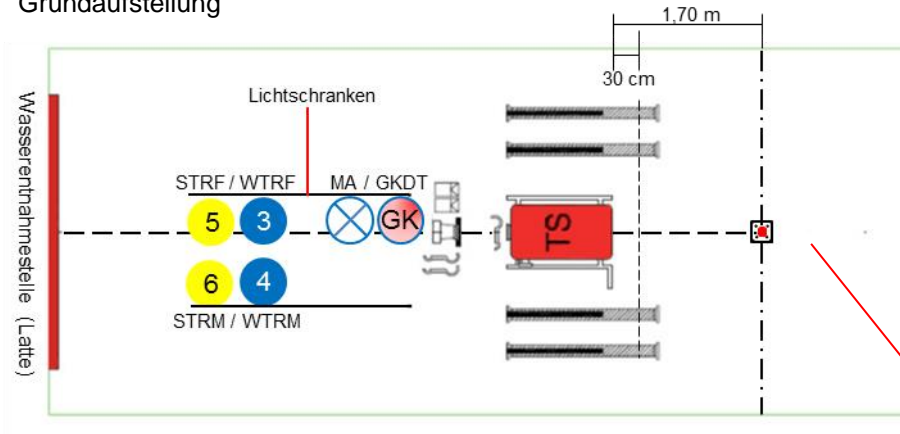 Grundaufstellung
1,70 m
30 cm
Lichtschranken
Wasserentnahmestelle (Latte)
STRF / WTRF MA / GKDT
5 3 GK
TS
6 4
STRM / WTRM